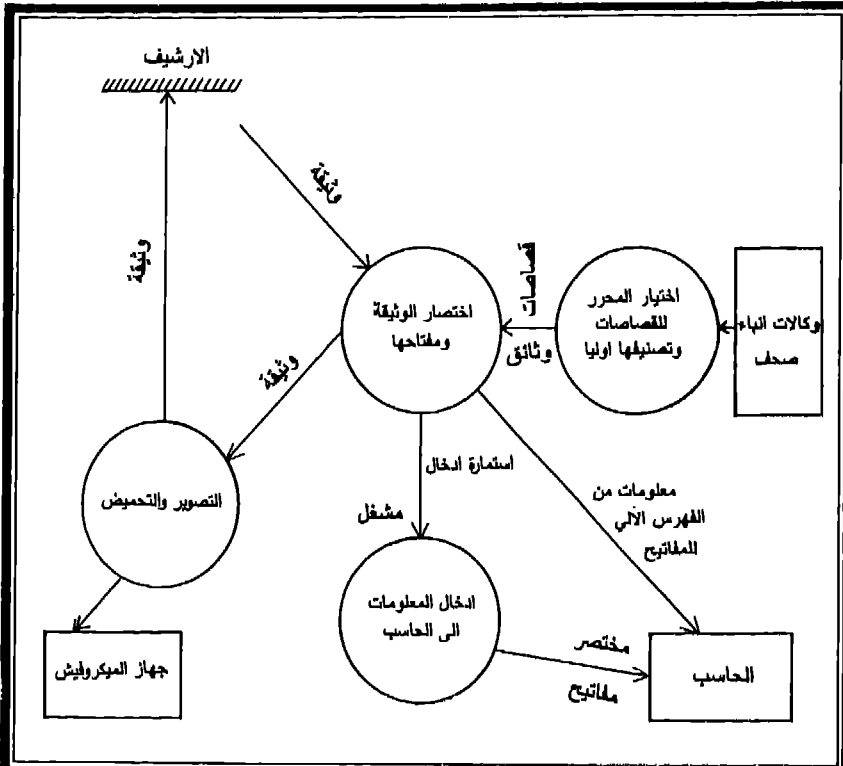 الارشيف
وثيقة
وثيقة
وكالات انباء
صحف
اختيار المحرر
للقصاصات
وتصنيفها اوليا
قصاصات
وثائق
اختصار الوثيقة
ومفتاحها
وثيقة
التصوير والتحميض
جهاز الميكروفيش
استمارة ادخال
مشغل
ادخال المعلومات
الى الحاسب
معلومات من
الفهرس الآلي
للمفاتيح
مختصر
مفاتيح
الحاسب